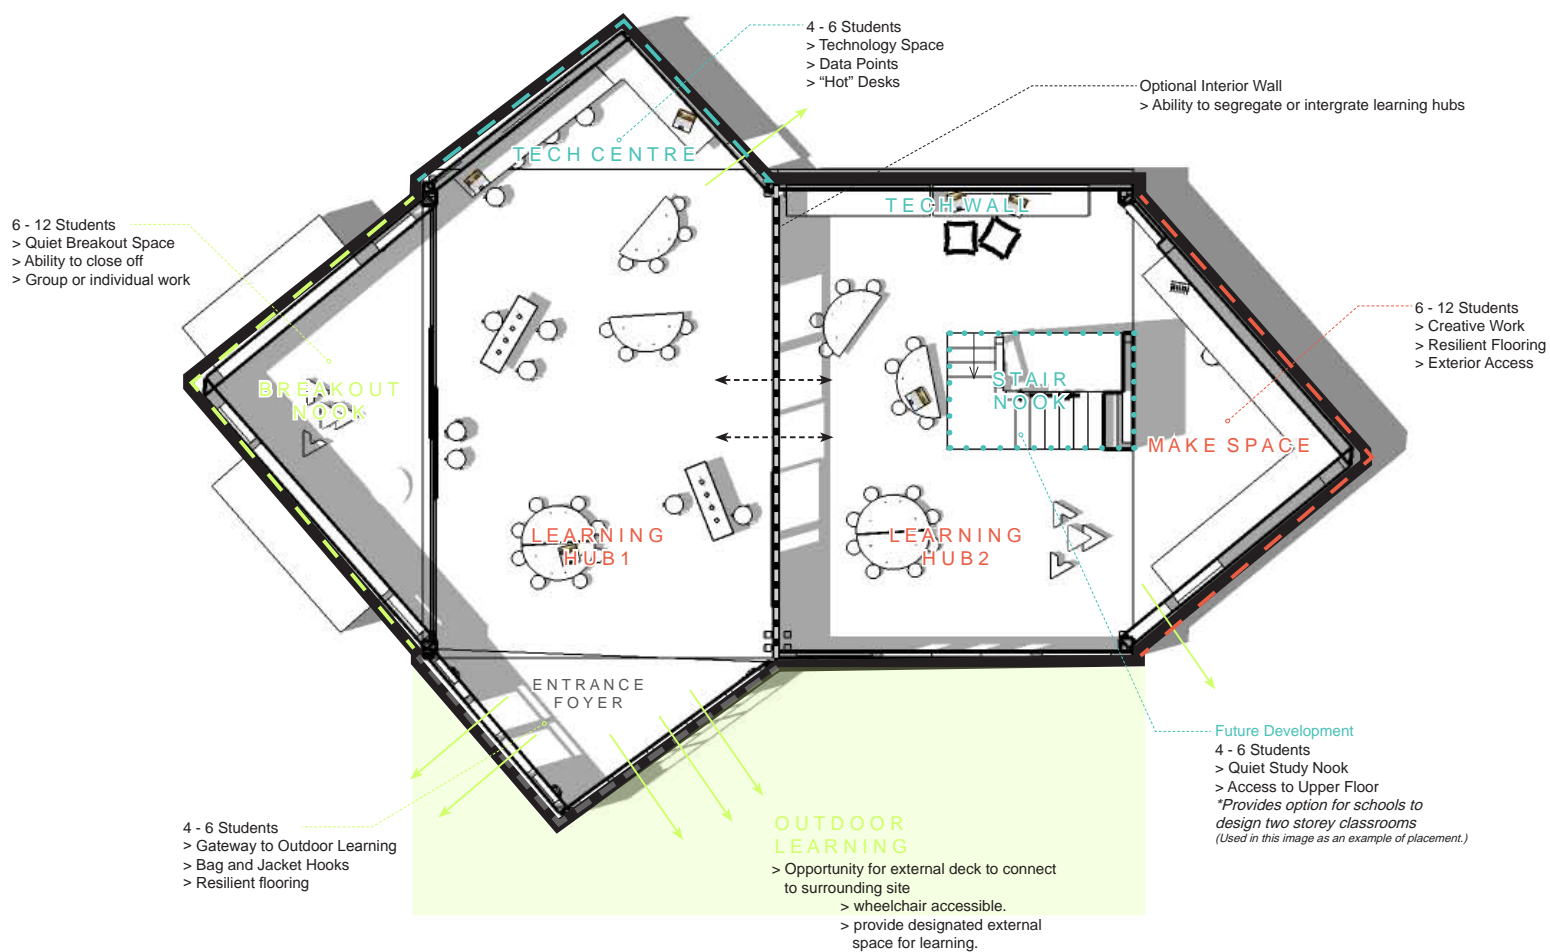 4 - 6 Students
> Technology Space
> Data Points
> “Hot” Desks
Optional Interior Wall
> Ability to segregate or intergrate learning hubs
TECH CENTRE
TECH WALL
6 - 12 Students
> Quiet Breakout Space
> Ability to close off
> Group or individual work
6 - 12 Students
> Creative Work
> Resilient Flooring
> Exterior Access
BREAKOUT
NOOK
STAIR
NOOK
MAKE SPACE
LEARNING
HUB1
LEARNING
HUB2
ENTRANCE
FOYER
Future Development
4 - 6 Students
> Quiet Study Nook
> Access to Upper Floor
*Provides option for schools to
design two storey classrooms
(Used in this image as an example of placement.)
4 - 6 Students
> Gateway to Outdoor Learning
> Bag and Jacket Hooks
> Resilient flooring
OUTDOOR
LEARNING
> Opportunity for external deck to connect
to surrounding site
> wheelchair accessible.
> provide designated external
space for learning.